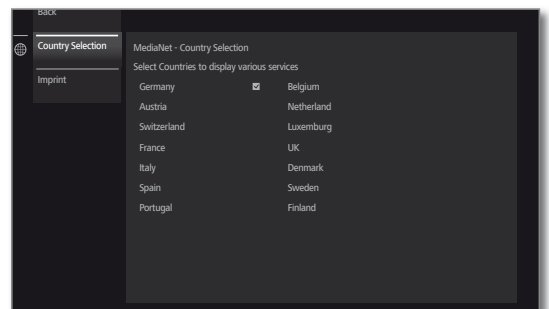 Back
Country Selection
Imprint
MediaNet - Country Selection
Select Countries to display various services
Germany Belgium
Austria Netherland
Switzerland Luxemburg
France UK
Italy Denmark
Spain Sweden
Portugal Finland